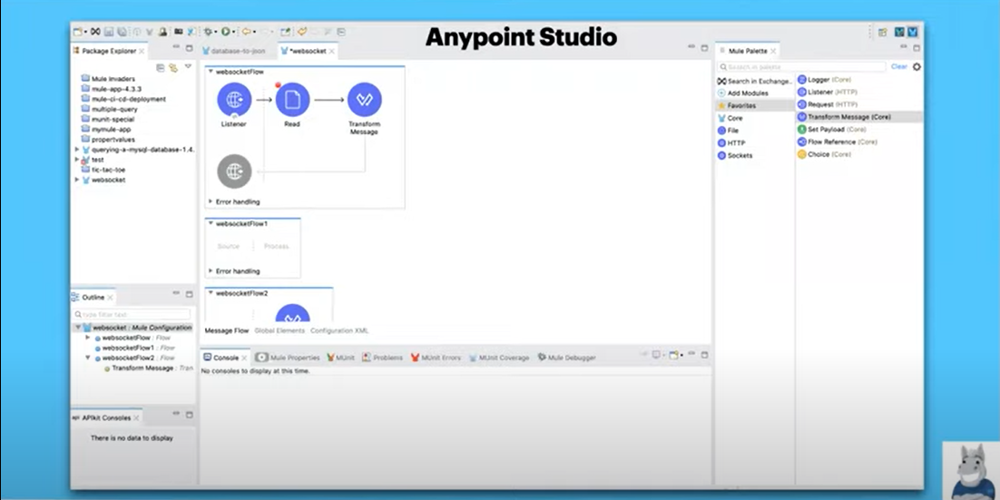 Anypoint Studio
Package Explorer
database-to-json
*websocket
Mule Palette
Mule Invaders
mule-app-4.3.3
mule-ci-cd-deployment
multiple-query
munit-special
mymule-app
propertvalues
querying-a-mysql-database-1.4.
test
tic-tac-toe
websocket
websocketFlow
Listener
Read
Transform Message
Error handling
websocketFlow1
Source
Process
Error handling
websocketFlow2
Message Flow
Global Elements
Configuration XML
Search in palette
Clear
Search in Exchange..
Add Modules
Favorites
Core
File
HTTP
Sockets
Logger (Core)
Listener (HTTP)
Request (HTTP)
Transform Message (Core)
Set Payload (Core)
Flow Reference (Core)
Choice (Core)
Outline
type filter text
websocket : Mule Configuration
websocketFlow : Flow
websocketFlow1 : Flow
websocketFlow2 : Flow
Transform Message : Tran
Console
Mule Properties
MUnit
Problems
MUnit Errors
MUnit Coverage
Mule Debugger
No consoles to display at this time.
APIkit Consoles
There is no data to display